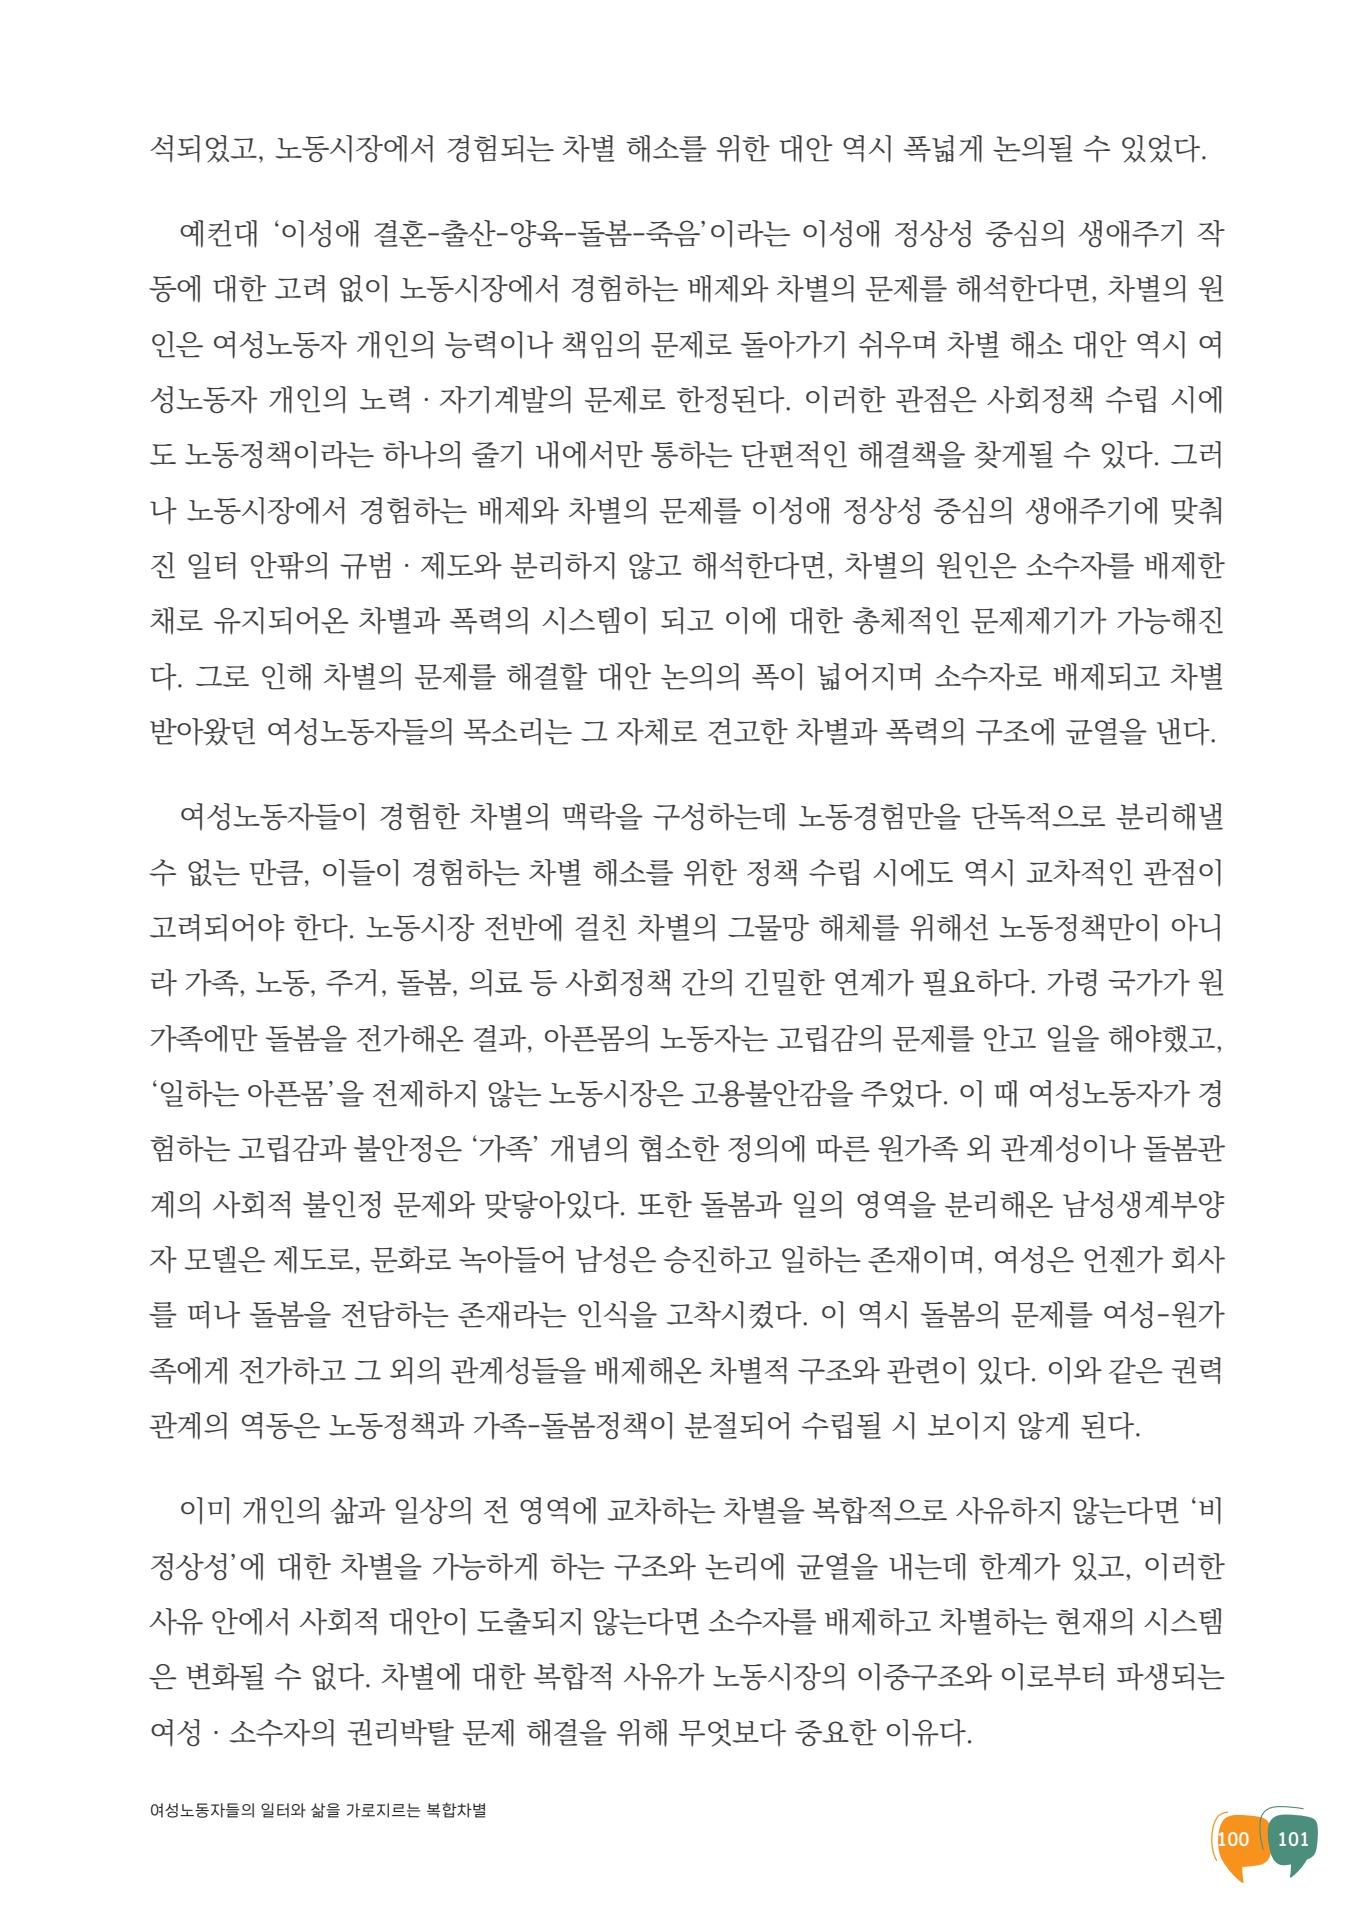 석되었고, 노동시장에서 경험되는 차별 해소를 위한 대안 역시 폭넓게 논의될 수 있었다.
예컨대 ‘이성애 결혼-출산-양육-돌봄-죽음’이라는 이성애 정상성 중심의 생애주기 작
동에 대한 고려 없이 노동시장에서 경험하는 배제와 차별의 문제를 해석한다면, 차별의 원
인은 여성노동자 개인의 능력이나 책임의 문제로 돌아가기 쉬우며 차별 해소 대안 역시 여
성노동자 개인의 노력 · 자기계발의 문제로 한정된다. 이러한 관점은 사회정책 수립 시에
도 노동정책이라는 하나의 줄기 내에서만 통하는 단편적인 해결책을 찾게될 수 있다. 그러
나 노동시장에서 경험하는 배제와 차별의 문제를 이성애 정상성 중심의 생애주기에 맞춰
진 일터 안팎의 규범 · 제도와 분리하지 않고 해석한다면, 차별의 원인은 소수자를 배제한
채로 유지되어온 차별과 폭력의 시스템이 되고 이에 대한 총체적인 문제제기가 가능해진
다. 그로 인해 차별의 문제를 해결할 대안 논의의 폭이 넓어지며 소수자로 배제되고 차별
받아왔던 여성노동자들의 목소리는 그 자체로 견고한 차별과 폭력의 구조에 균열을 낸다.
여성노동자들이 경험한 차별의 맥락을 구성하는데 노동경험만을 단독적으로 분리해낼
수 없는 만큼, 이들이 경험하는 차별 해소를 위한 정책 수립 시에도 역시 교차적인 관점이
고려되어야 한다. 노동시장 전반에 걸친 차별의 그물망 해체를 위해선 노동정책만이 아니
라 가족, 노동, 주거, 돌봄, 의료 등 사회정책 간의 긴밀한 연계가 필요하다. 가령 국가가 원
가족에만 돌봄을 전가해온 결과, 아픈몸의 노동자는 고립감의 문제를 안고 일을 해야했고,
‘일하는 아픈몸’을 전제하지 않는 노동시장은 고용불안감을 주었다. 이 때 여성노동자가 경
험하는 고립감과 불안정은 ‘가족’ 개념의 협소한 정의에 따른 원가족 외 관계성이나 돌봄관
계의 사회적 불인정 문제와 맞닿아있다. 또한 돌봄과 일의 영역을 분리해온 남성생계부양
자 모델은 제도로, 문화로 녹아들어 남성은 승진하고 일하는 존재이며, 여성은 언젠가 회사
를 떠나 돌봄을 전담하는 존재라는 인식을 고착시켰다. 이 역시 돌봄의 문제를 여성-원가
족에게 전가하고 그 외의 관계성들을 배제해온 차별적 구조와 관련이 있다. 이와 같은 권력
관계의 역동은 노동정책과 가족-돌봄정책이 분절되어 수립될 시 보이지 않게 된다.
이미 개인의 삶과 일상의 전 영역에 교차하는 차별을 복합적으로 사유하지 않는다면 ‘비
정상성’에 대한 차별을 가능하게 하는 구조와 논리에 균열을 내는데 한계가 있고, 이러한
사유 안에서 사회적 대안이 도출되지 않는다면 소수자를 배제하고 차별하는 현재의 시스템
은 변화될 수 없다. 차별에 대한 복합적 사유가 노동시장의 이중구조와 이로부터 파생되는
여성 · 소수자의 권리박탈 문제 해결을 위해 무엇보다 중요한 이유다.
여성노동자들의 일터와 삶을 가로지르는 복합차별
100 101